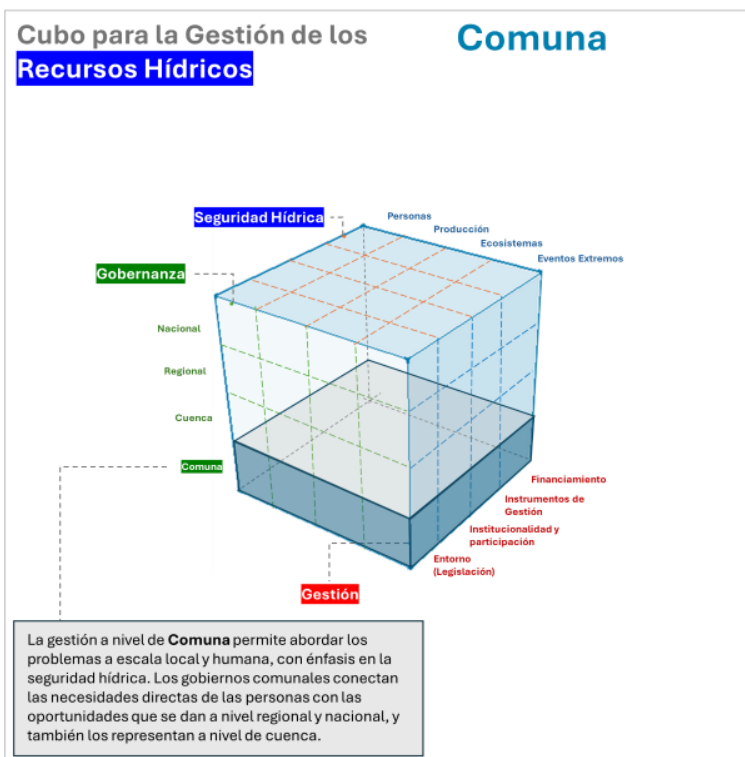 Cubo para la Gestión de los
Recursos Hídricos
Comuna
Seguridad Hídrica
Personas
Producción
Ecosistemas
Eventos Extremos
Gobernanza
Nacional
Regional
Cuenca
Comuna
Financiamiento
Instrumentos de
Gestión
Institucionalidad y
participación
Entorno
(Legislación)
Gestión
La gestión a nivel de Comuna permite abordar los
problemas a escala local y humana, con énfasis en la
seguridad hídrica. Los gobiernos comunales conectan
las necesidades directas de las personas con las
oportunidades que se dan a nivel regional y nacional, y
también los representan a nivel de cuenca.